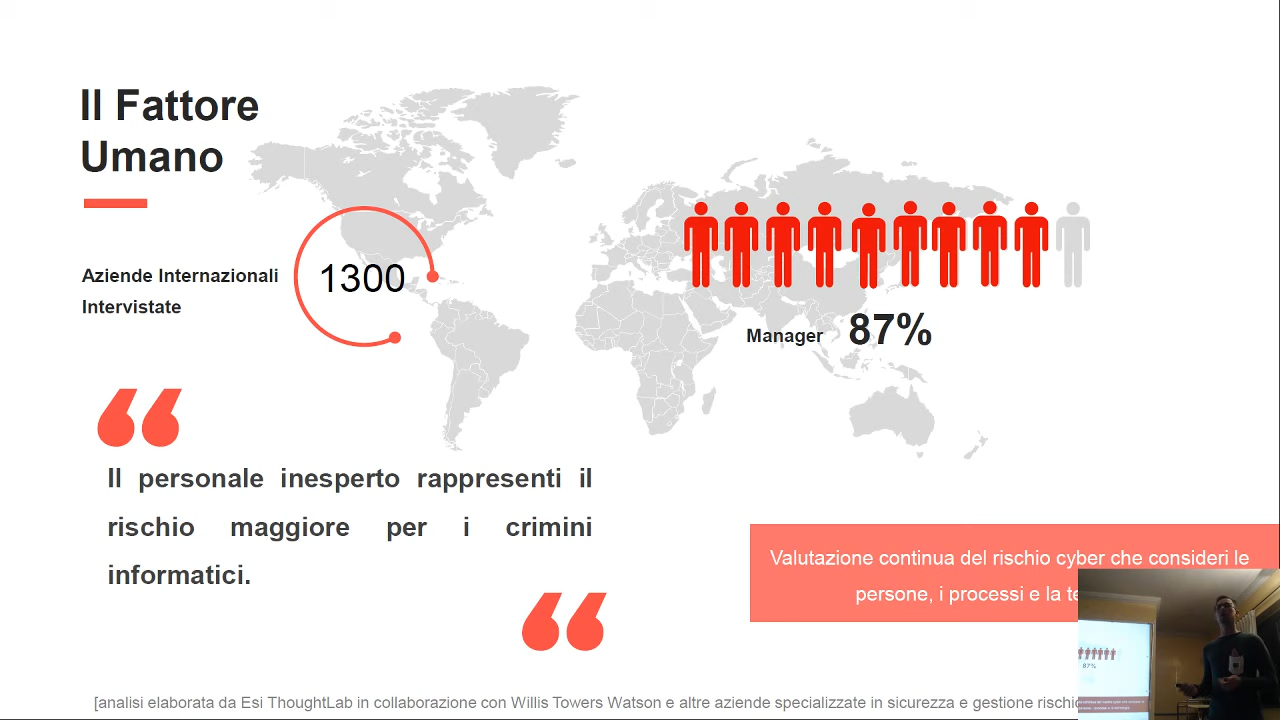 Il Fattore
Umano
Aziende Internazionali
Intervistate
1300
Manager 87%
“
Il personale inesperto rappresenti il
rischio maggiore per i crimini
informatici.
“
Valutazione continua del rischio cyber che consideri le
persone, i processi e la
[analisi elaborata da Esi ThoughtLab in collaborazione con Willis Towers Watson e altre aziende specializzate in sicurezza e gestione rischio
87%